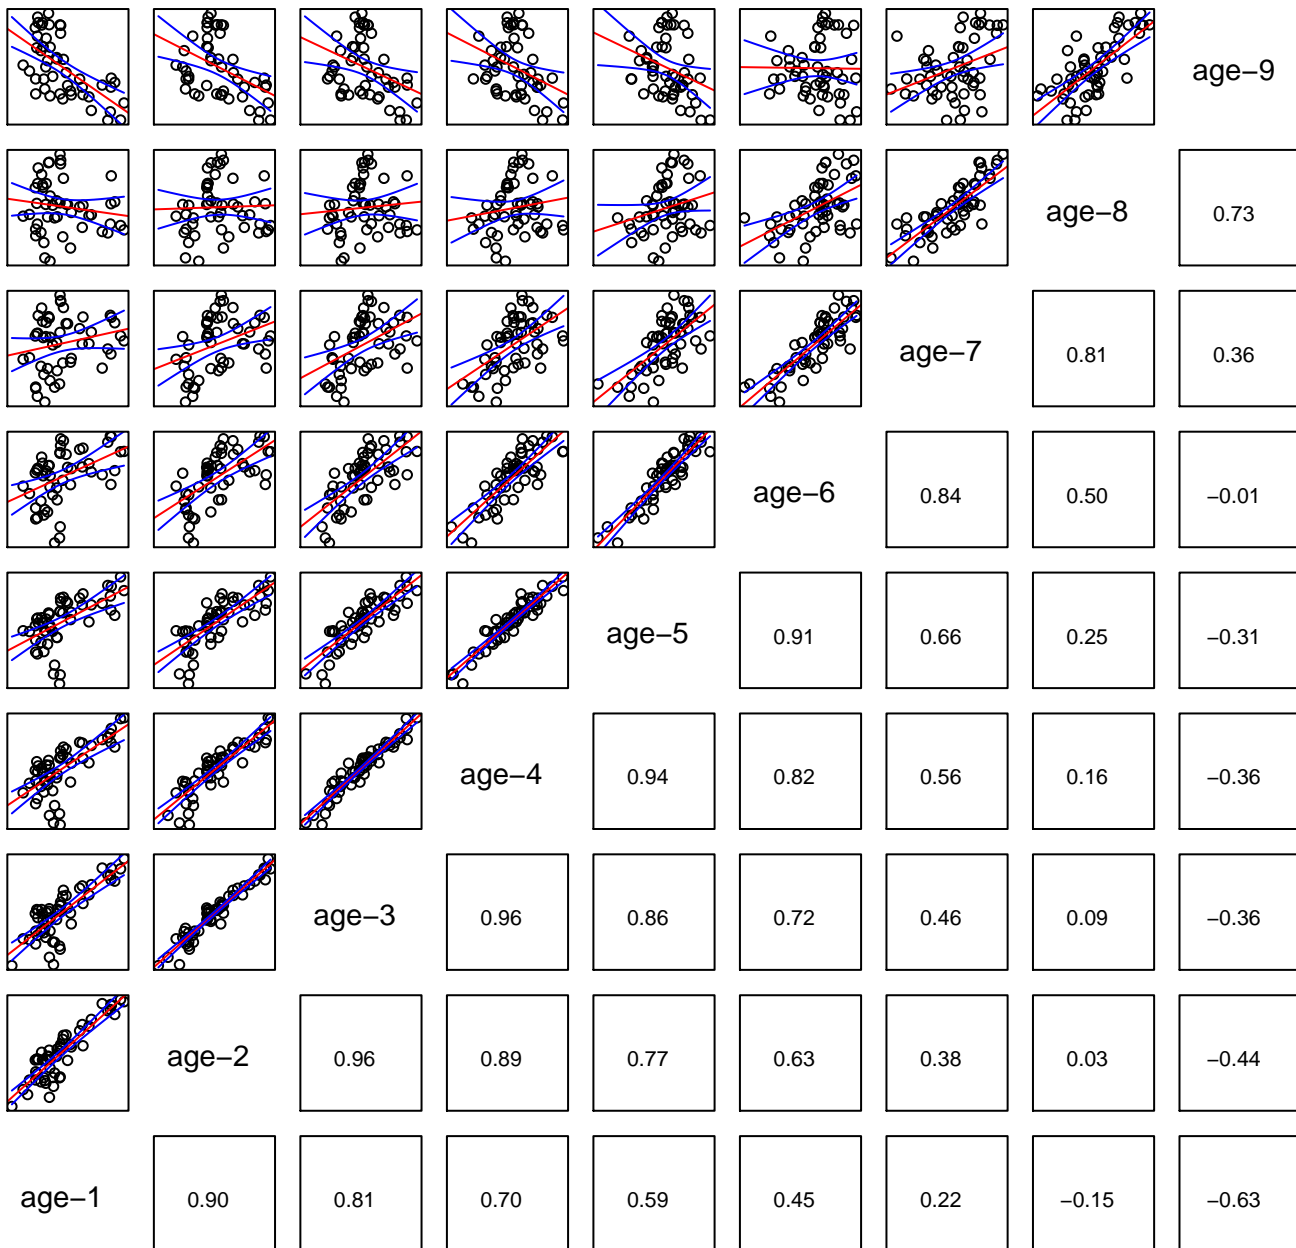 age−9
age−8 0.73
age−7 0.81 0.36
age−6 0.84 0.50 −0.01
age−5 0.91 0.66 0.25 −0.31
age−4 0.94 0.82 0.56 0.16 −0.36
age−3 0.96 0.86 0.72 0.46 0.09 −0.36
age−2 0.96 0.89 0.77 0.63 0.38 0.03 −0.44
age−1 0.90 0.81 0.70 0.59 0.45 0.22 −0.15 −0.63